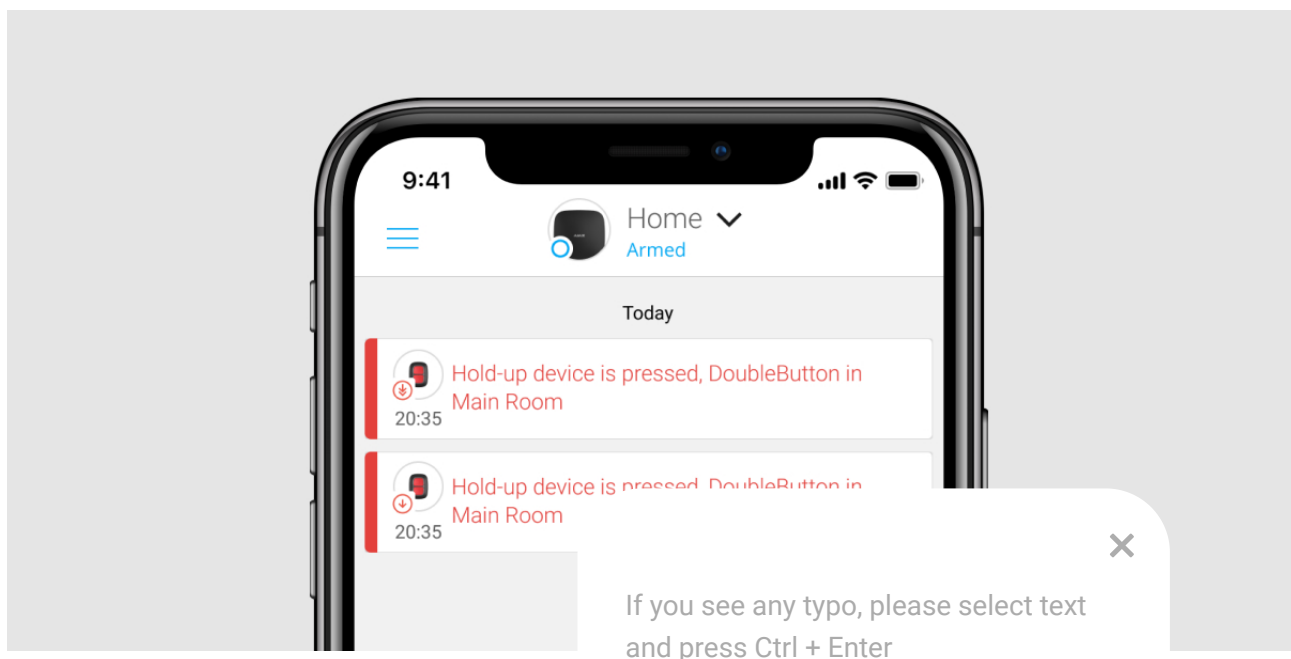 9:41
Home
Armed
Today
Hold-up device is pressed, DoubleButton in
Main Room
20:35
Hold-up device is pressed, DoubleButton in
Main Room
20:35
If you see any typo, please select text
and press Ctrl + Enter